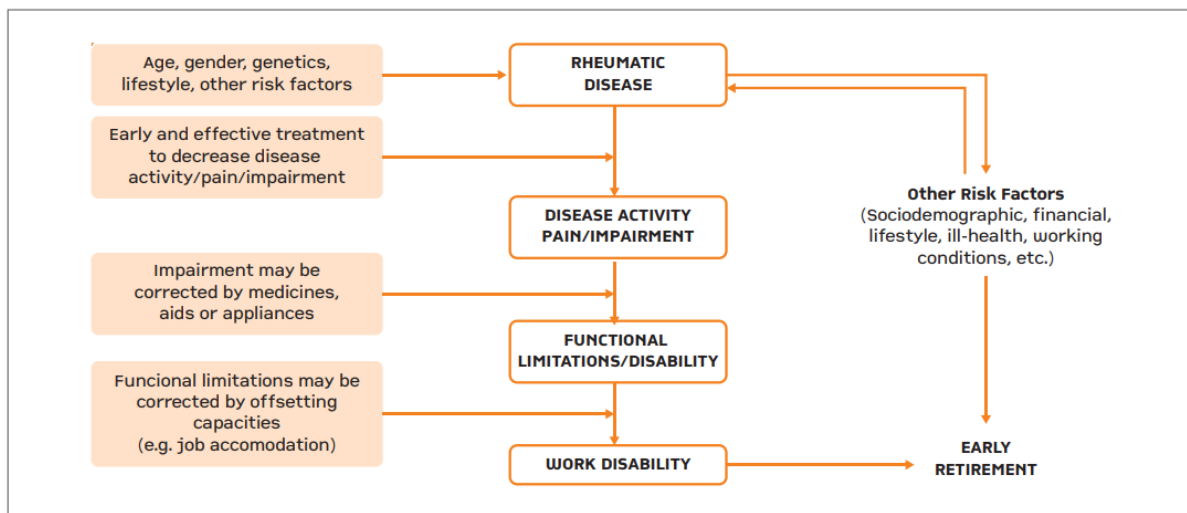 Age, gender, genetics,
lifestyle, other risk factors
RHEUMATIC
DISEASE
Early and effective treatment
to decrease disease
activity/pain/impairment
DISEASE ACTIVITY
PAIN/IMPAIRMENT
Other Risk Factors
(Sociodemographic, financial,
lifestyle, ill-health, working
conditions, etc.)
Impairment may be
corrected by medicines,
aids or appliances
FUNCTIONAL
LIMITATIONS/DISABILITY
Funcional limitations may be
corrected by offsetting
capacities
(e.g. job accomodation)
WORK DISABILITY
EARLY
RETIREMENT